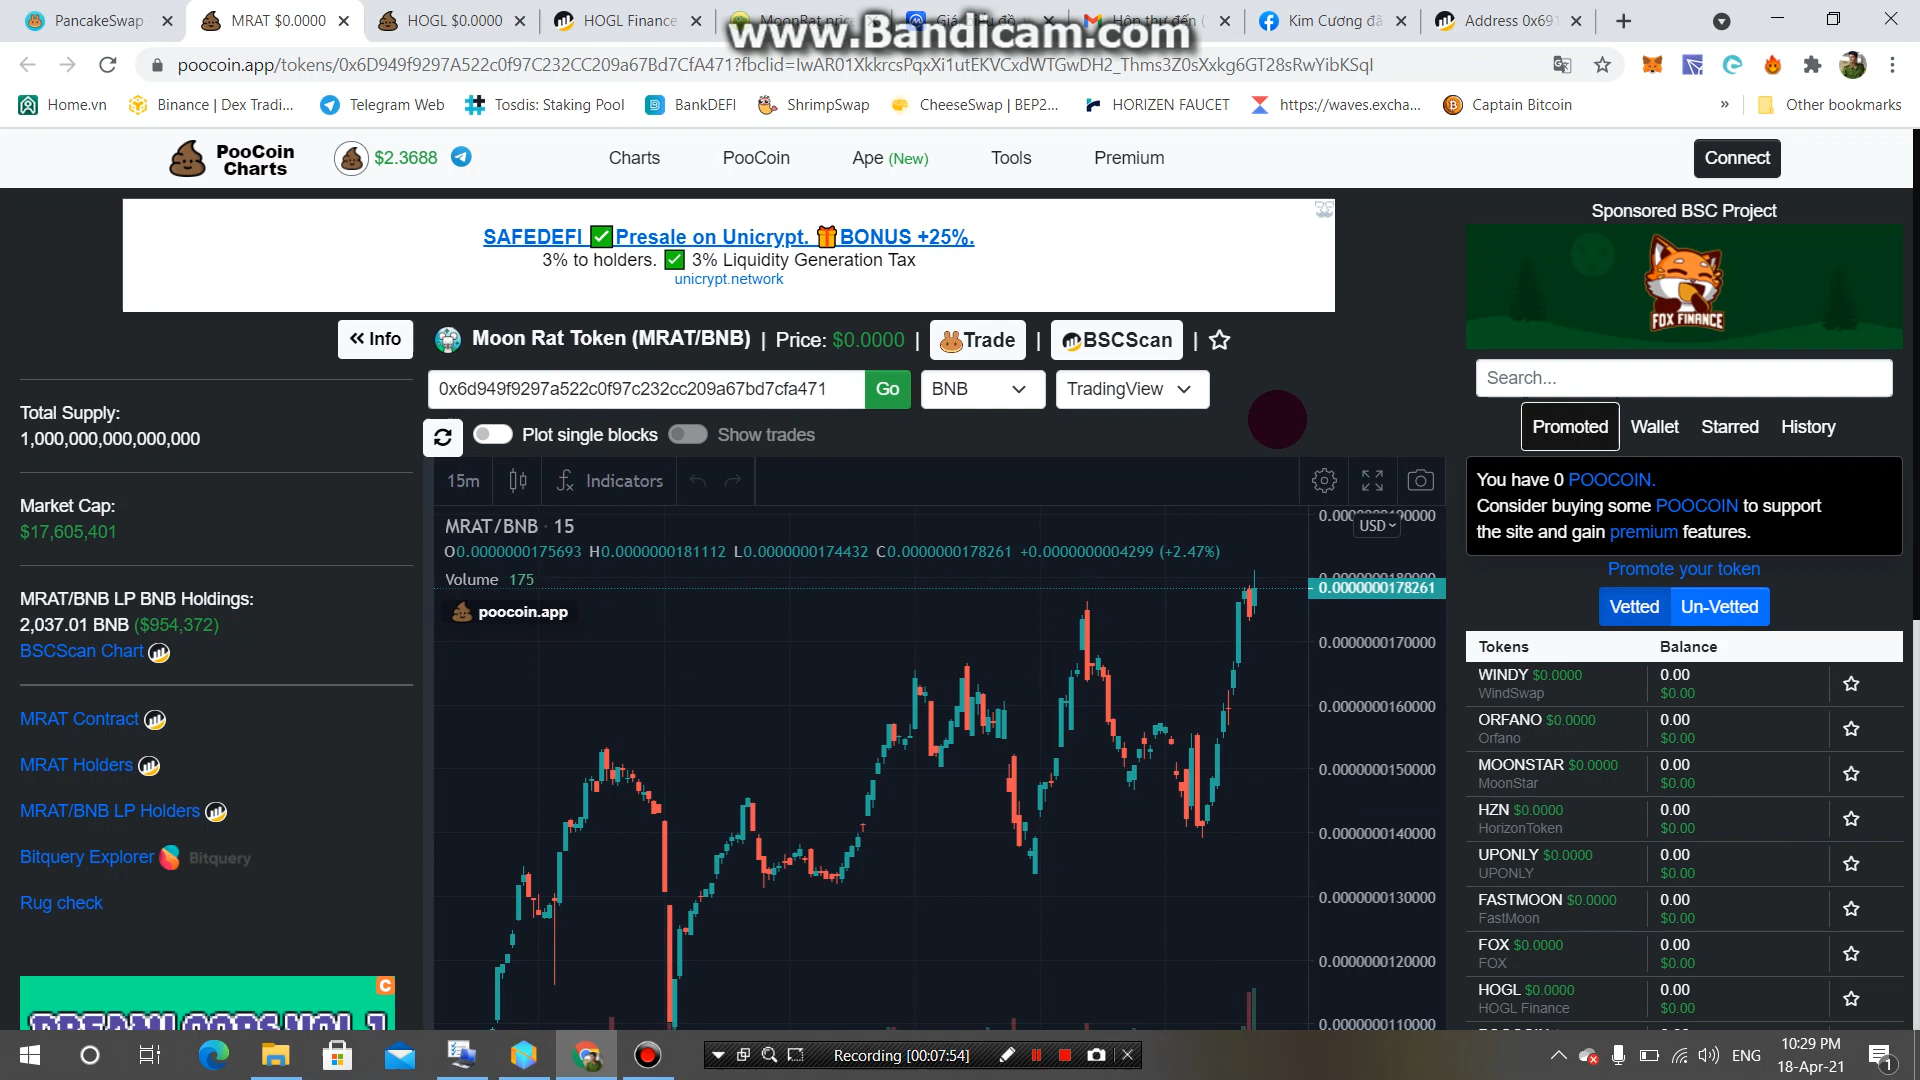 PancakeSwap
MRAT $0.0000
HOGL $0.0000
HOGL Finance
MoonRat pric
Giá, biểu đồ
Hộp thư đến (
Kim Cương đã
Address 0x691
www.Bandicam.com
Home.vn
Binance | Dex Tradi...
Telegram Web
Tosdis: Staking Pool
BankDEFI
ShrimpSwap
CheeseSwap | BEP2...
HORIZEN FAUCET
https://waves.excha...
Captain Bitcoin
Other bookmarks
PooCoin
Charts
$2.3688
Charts
PooCoin
Ape (New)
Tools
Premium
Connect
SAFEDEFI ✅Presale on Unicrypt. 🎁BONUS +25%.
3% to holders. ✅ 3% Liquidity Generation Tax
unicrypt.network
Sponsored BSC Project
FOX FINANCE
« Info
Moon Rat Token (MRAT/BNB) | Price: $0.0000 | Trade | BSCScan |
0x6d949f9297a522c0f97c232cc209a67bd7cfa471
Go
BNB
TradingView
Plot single blocks
Show trades
Total Supply:
1,000,000,000,000,000
Market Cap:
$17,605,401
MRAT/BNB LP BNB Holdings:
2,037.01 BNB ($954,372)
BSCScan Chart
MRAT Contract
MRAT Holders
MRAT/BNB LP Holders
Bitquery Explorer Bitquery
Rug check
C
DREAMLOOPS VOL.1
15m
Indicators
MRAT/BNB · 15
O0.0000000175693 H0.0000000181112 L0.0000000174432 C0.0000000178261 +0.0000000004299 (+2.47%)
Volume 175
poocoin.app
USD
0.0000000178261
0.0000000170000
0.0000000160000
0.0000000150000
0.0000000140000
0.0000000130000
0.0000000120000
0.0000000110000
Search...
Promoted
Wallet
Starred
History
You have 0 POOCOIN.
Consider buying some POOCOIN to support
the site and gain premium features.
Promote your token
Vetted
Un-Vetted
Tokens Balance
WINDY $0.0000 0.00
WindSwap $0.00
ORFANO $0.0000 0.00
Orfano $0.00
MOONSTAR $0.0000 0.00
MoonStar $0.00
HZN $0.0000 0.00
HorizonToken $0.00
UPONLY $0.0000 0.00
UPONLY $0.00
FASTMOON $0.0000 0.00
FastMoon $0.00
FOX $0.0000 0.00
FOX $0.00
HOGL $0.0000 0.00
HOGL Finance $0.00
Recording [00:07:54]
ENG
10:29 PM
18-Apr-21
1